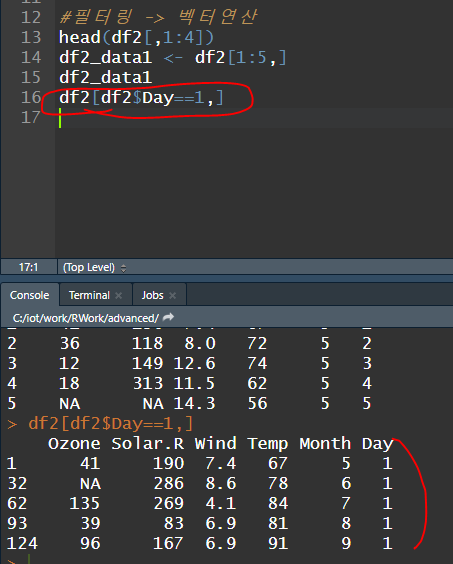 11
12 #필터링 -> 벡터연산
13 head(df2[,1:4])
14 df2_data1 <- df2[1:5,]
15 df2_data1
16 df2[df2$Day==1,]
17
17:1 (Top Level)
Console Terminal Jobs
C:/iot/work/RWork/advanced/
2 36 118 8.0 72 5 2
3 12 149 12.6 74 5 3
4 18 313 11.5 62 5 4
5 NA NA 14.3 56 5 5
> df2[df2$Day==1,]
Ozone Solar.R Wind Temp Month Day
1 41 190 7.4 67 5 1
32 NA 286 8.6 78 6 1
62 135 269 4.1 84 7 1
93 39 83 6.9 81 8 1
124 96 167 6.9 91 9 1
>